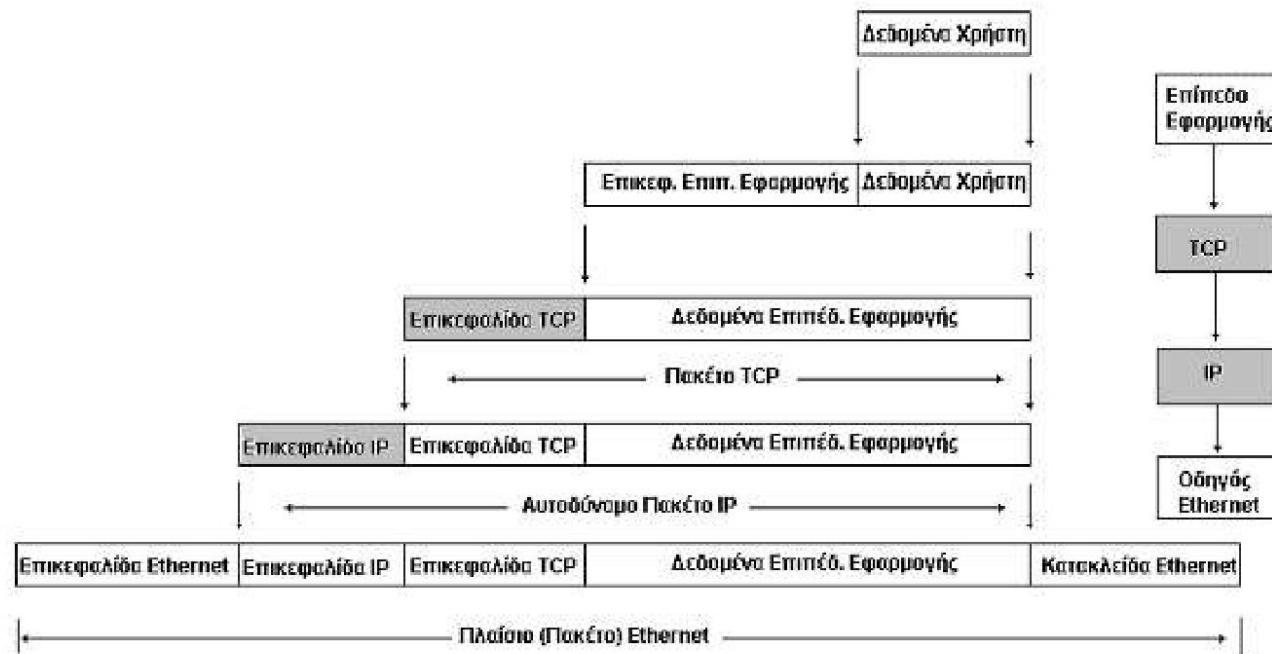 Δεδομένα Χρήστη
Επίπεδο
Εφαρμογής
Επικεφ. Επιπ. Εφαρμογής Δεδομένα Χρήστη
TCP
Επικεφαλίδα TCP Δεδομένα Επιπέδ. Εφαρμογής
Πακέτο TCP
IP
Επικεφαλίδα IP Επικεφαλίδα TCP Δεδομένα Επιπέδ. Εφαρμογής
Οδηγός
Ethernet
Αυτοδύναμο Πακέτο IP
Επικεφαλίδα Ethernet Επικεφαλίδα IP Επικεφαλίδα TCP Δεδομένα Επιπέδ. Εφαρμογής Κατακλείδα Ethernet
Πλαίσιο (Πακέτο) Ethernet